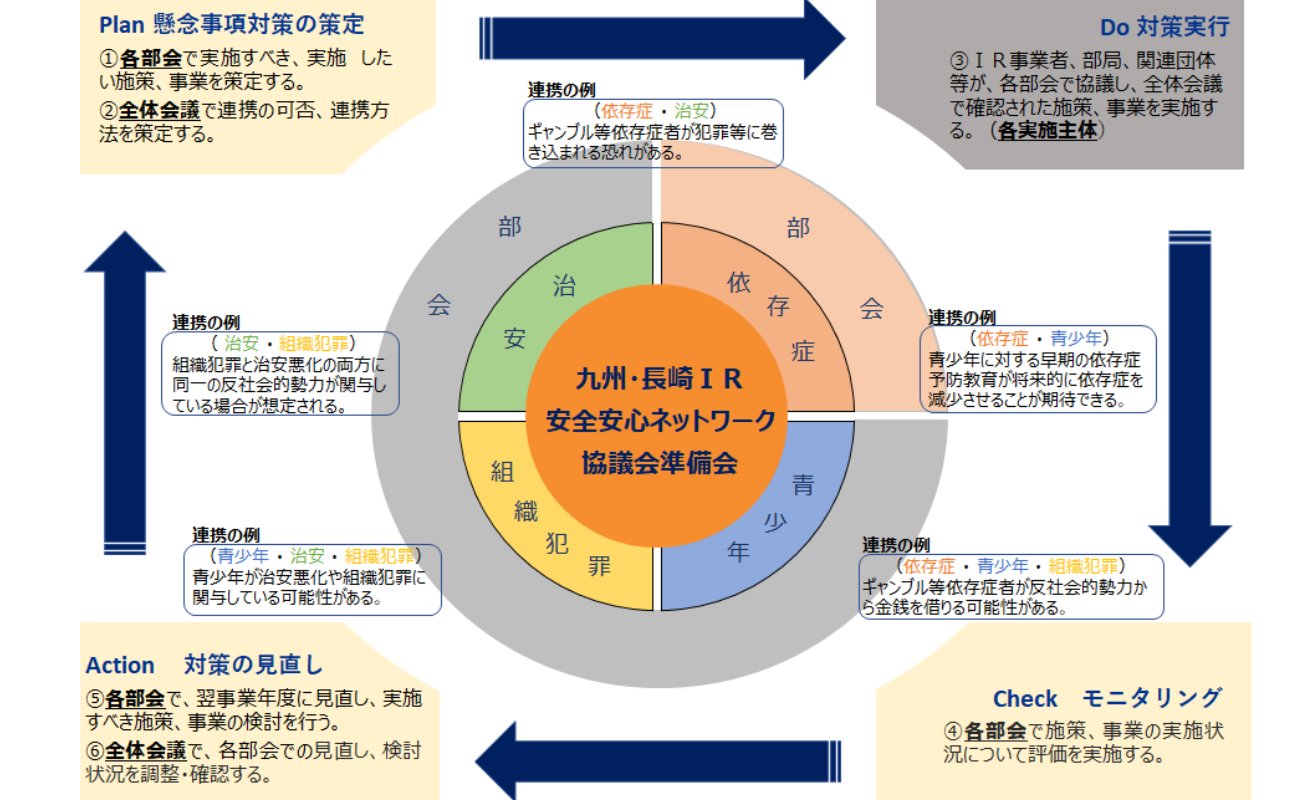 Plan 懸念事項対策の策定
①各部会で実施すべき、実施　した
い施策、事業を策定する。
②全体会議で連携の可否、連携方
法を策定する。
Do 対策実行
③ＩＲ事業者、部局、関連団体
等が、各部会で協議し、全体会議
で確認された施策、事業を実施す
る。（各実施主体）
連携の例
（依存症・治安）
ギャンブル等依存症者が犯罪等に巻
き込まれる恐れがある。
部会
治安
部会
依存症
連携の例
（治安・組織犯罪）
組織犯罪と治安悪化の両方に
同一の反社会的勢力が関与し
ている場合が想定される。
連携の例
（依存症・青少年）
青少年に対する早期の依存症
予防教育が将来的に依存症を
減少させることが期待できる。
九州・長崎ＩＲ
安全安心ネットワーク
協議会準備会
組織犯罪
青少年
連携の例
（青少年・治安・組織犯罪）
青少年が治安悪化や組織犯罪に
関与している可能性がある。
連携の例
（依存症・青少年・組織犯罪）
ギャンブル等依存症者が反社会的勢力か
ら金銭を借りる可能性がある。
Action　対策の見直し
⑤各部会で、翌事業年度に見直し、実施
すべき施策、事業の検討を行う。
⑥全体会議で、各部会での見直し、検討
状況を調整・確認する。
Check　モニタリング
④各部会で施策、事業の実施状
況について評価を実施する。